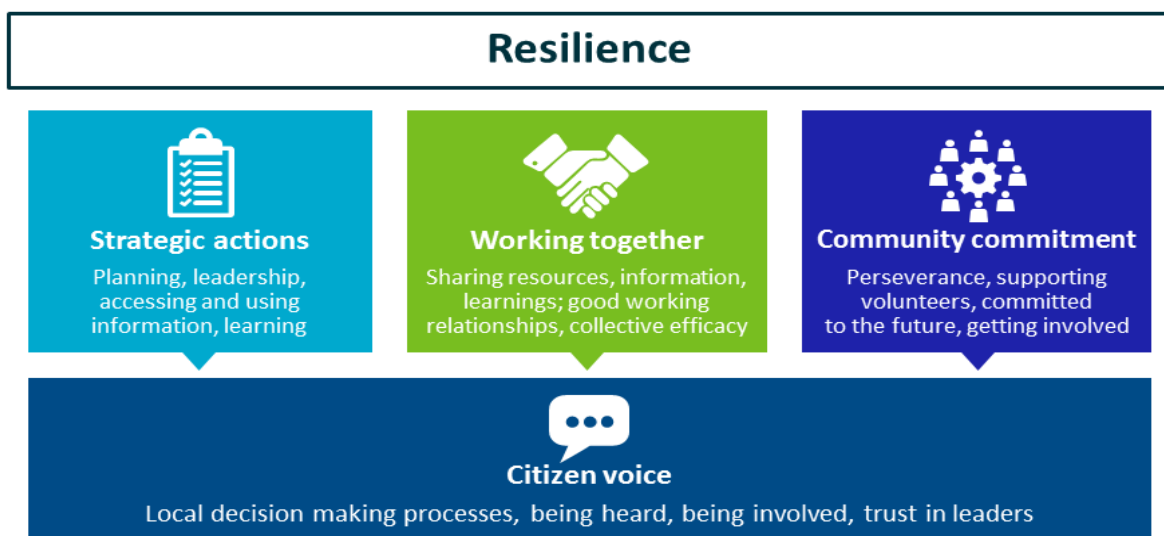 Resilience
Strategic actions
Planning, leadership,
accessing and using
information, learning
Working together
Sharing resources, information,
learnings; good working
relationships, collective efficacy
Community commitment
Perseverance, supporting
volunteers, committed
to the future, getting involved
Citizen voice
Local decision making processes, being heard, being involved, trust in leaders